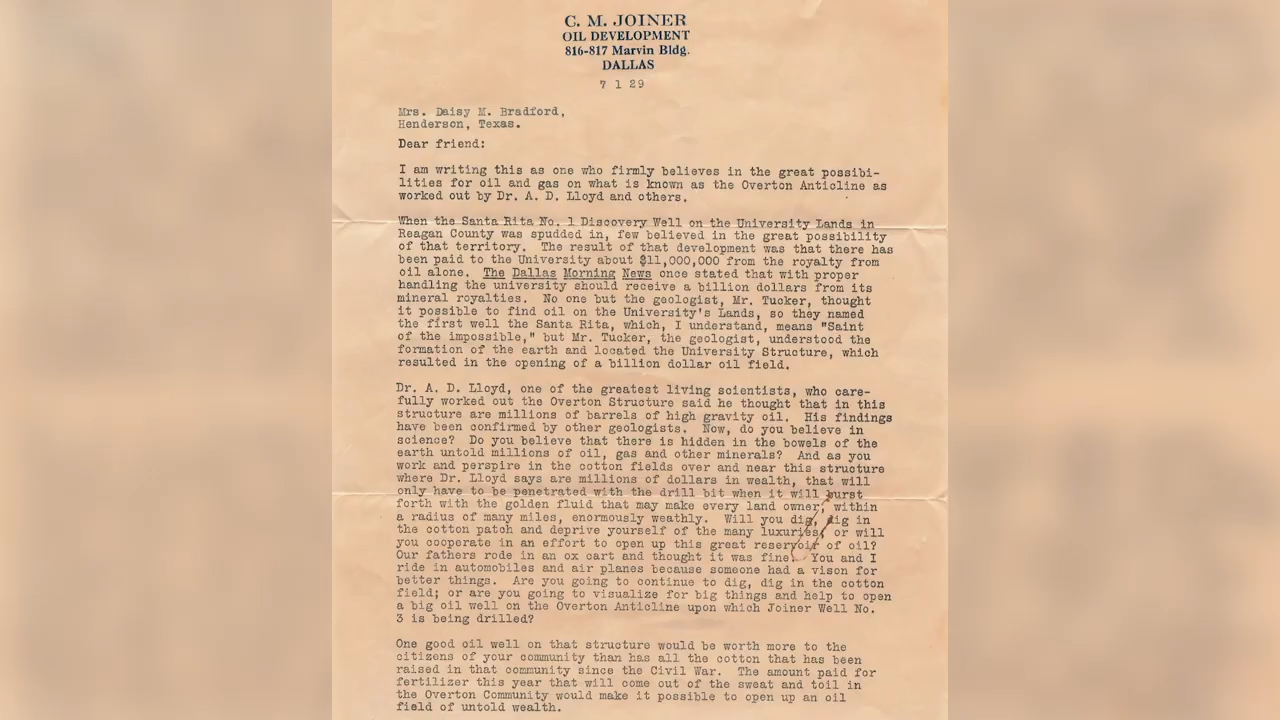 C. M. JOINER
OIL DEVELOPMENT
816-817 Marvin Bldg.
DALLAS
7 1 29
Mrs. Daisy M. Bradford,
Henderson, Texas.
Dear friend:
I am writing this as one who firmly believes in the great possibi-
lities for oil and gas on what is known as the Overton Anticline as
worked out by Dr. A. D. Lloyd and others.
When the Santa Rita No. 1 Discovery Well on the University Lands in
Reagan County was spudded in, few believed in the great possibility
of that territory. The result of that development was that there has
been paid to the University about $11,000,000 from the royalty from
oil alone. The Dallas Morning News once stated that with proper
handling the university should receive a billion dollars from its
mineral royalties. No one but the geologist, Mr. Tucker, thought
it possible to find oil on the University's Lands, so they named
the first well the Santa Rita, which, I understand, means "Saint
of the impossible," but Mr. Tucker, the geologist, understood the
formation of the earth and located the University Structure, which
resulted in the opening of a billion dollar oil field.
Dr. A. D. Lloyd, one of the greatest living scientists, who care-
fully worked out the Overton Structure said he thought that in this
structure are millions of barrels of high gravity oil. His findings
have been confirmed by other geologists. Now, do you believe in
science? Do you believe that there is hidden in the bowels of the
earth untold millions of oil, gas and other minerals? And as you
work and perspire in the cotton fields over and near this structure
where Dr. Lloyd says are millions of dollars in wealth, that will
only have to be penetrated with the drill bit when it will burst
forth with the golden fluid that may make every land owner, within
a radius of many miles, enormously weathly. Will you dig, dig in
the cotton patch and deprive yourself of the many luxuries, or will
you cooperate in an effort to open up this great reservoir of oil?
Our fathers rode in an ox cart and thought it was fine. You and I
ride in automobiles and air planes because someone had a vison for
better things. Are you going to continue to dig, dig in the cotton
field; or are you going to visualize for big things and help to open
a big oil well on the Overton Anticline upon which Joiner Well No.
3 is being drilled?
One good oil well on that structure would be worth more to the
citizens of your community than has all the cotton that has been
raised in that community since the Civil War. The amount paid for
fertilizer this year that will come out of the sweat and toil in
the Overton Community would make it possible to open up an oil
field of untold wealth.